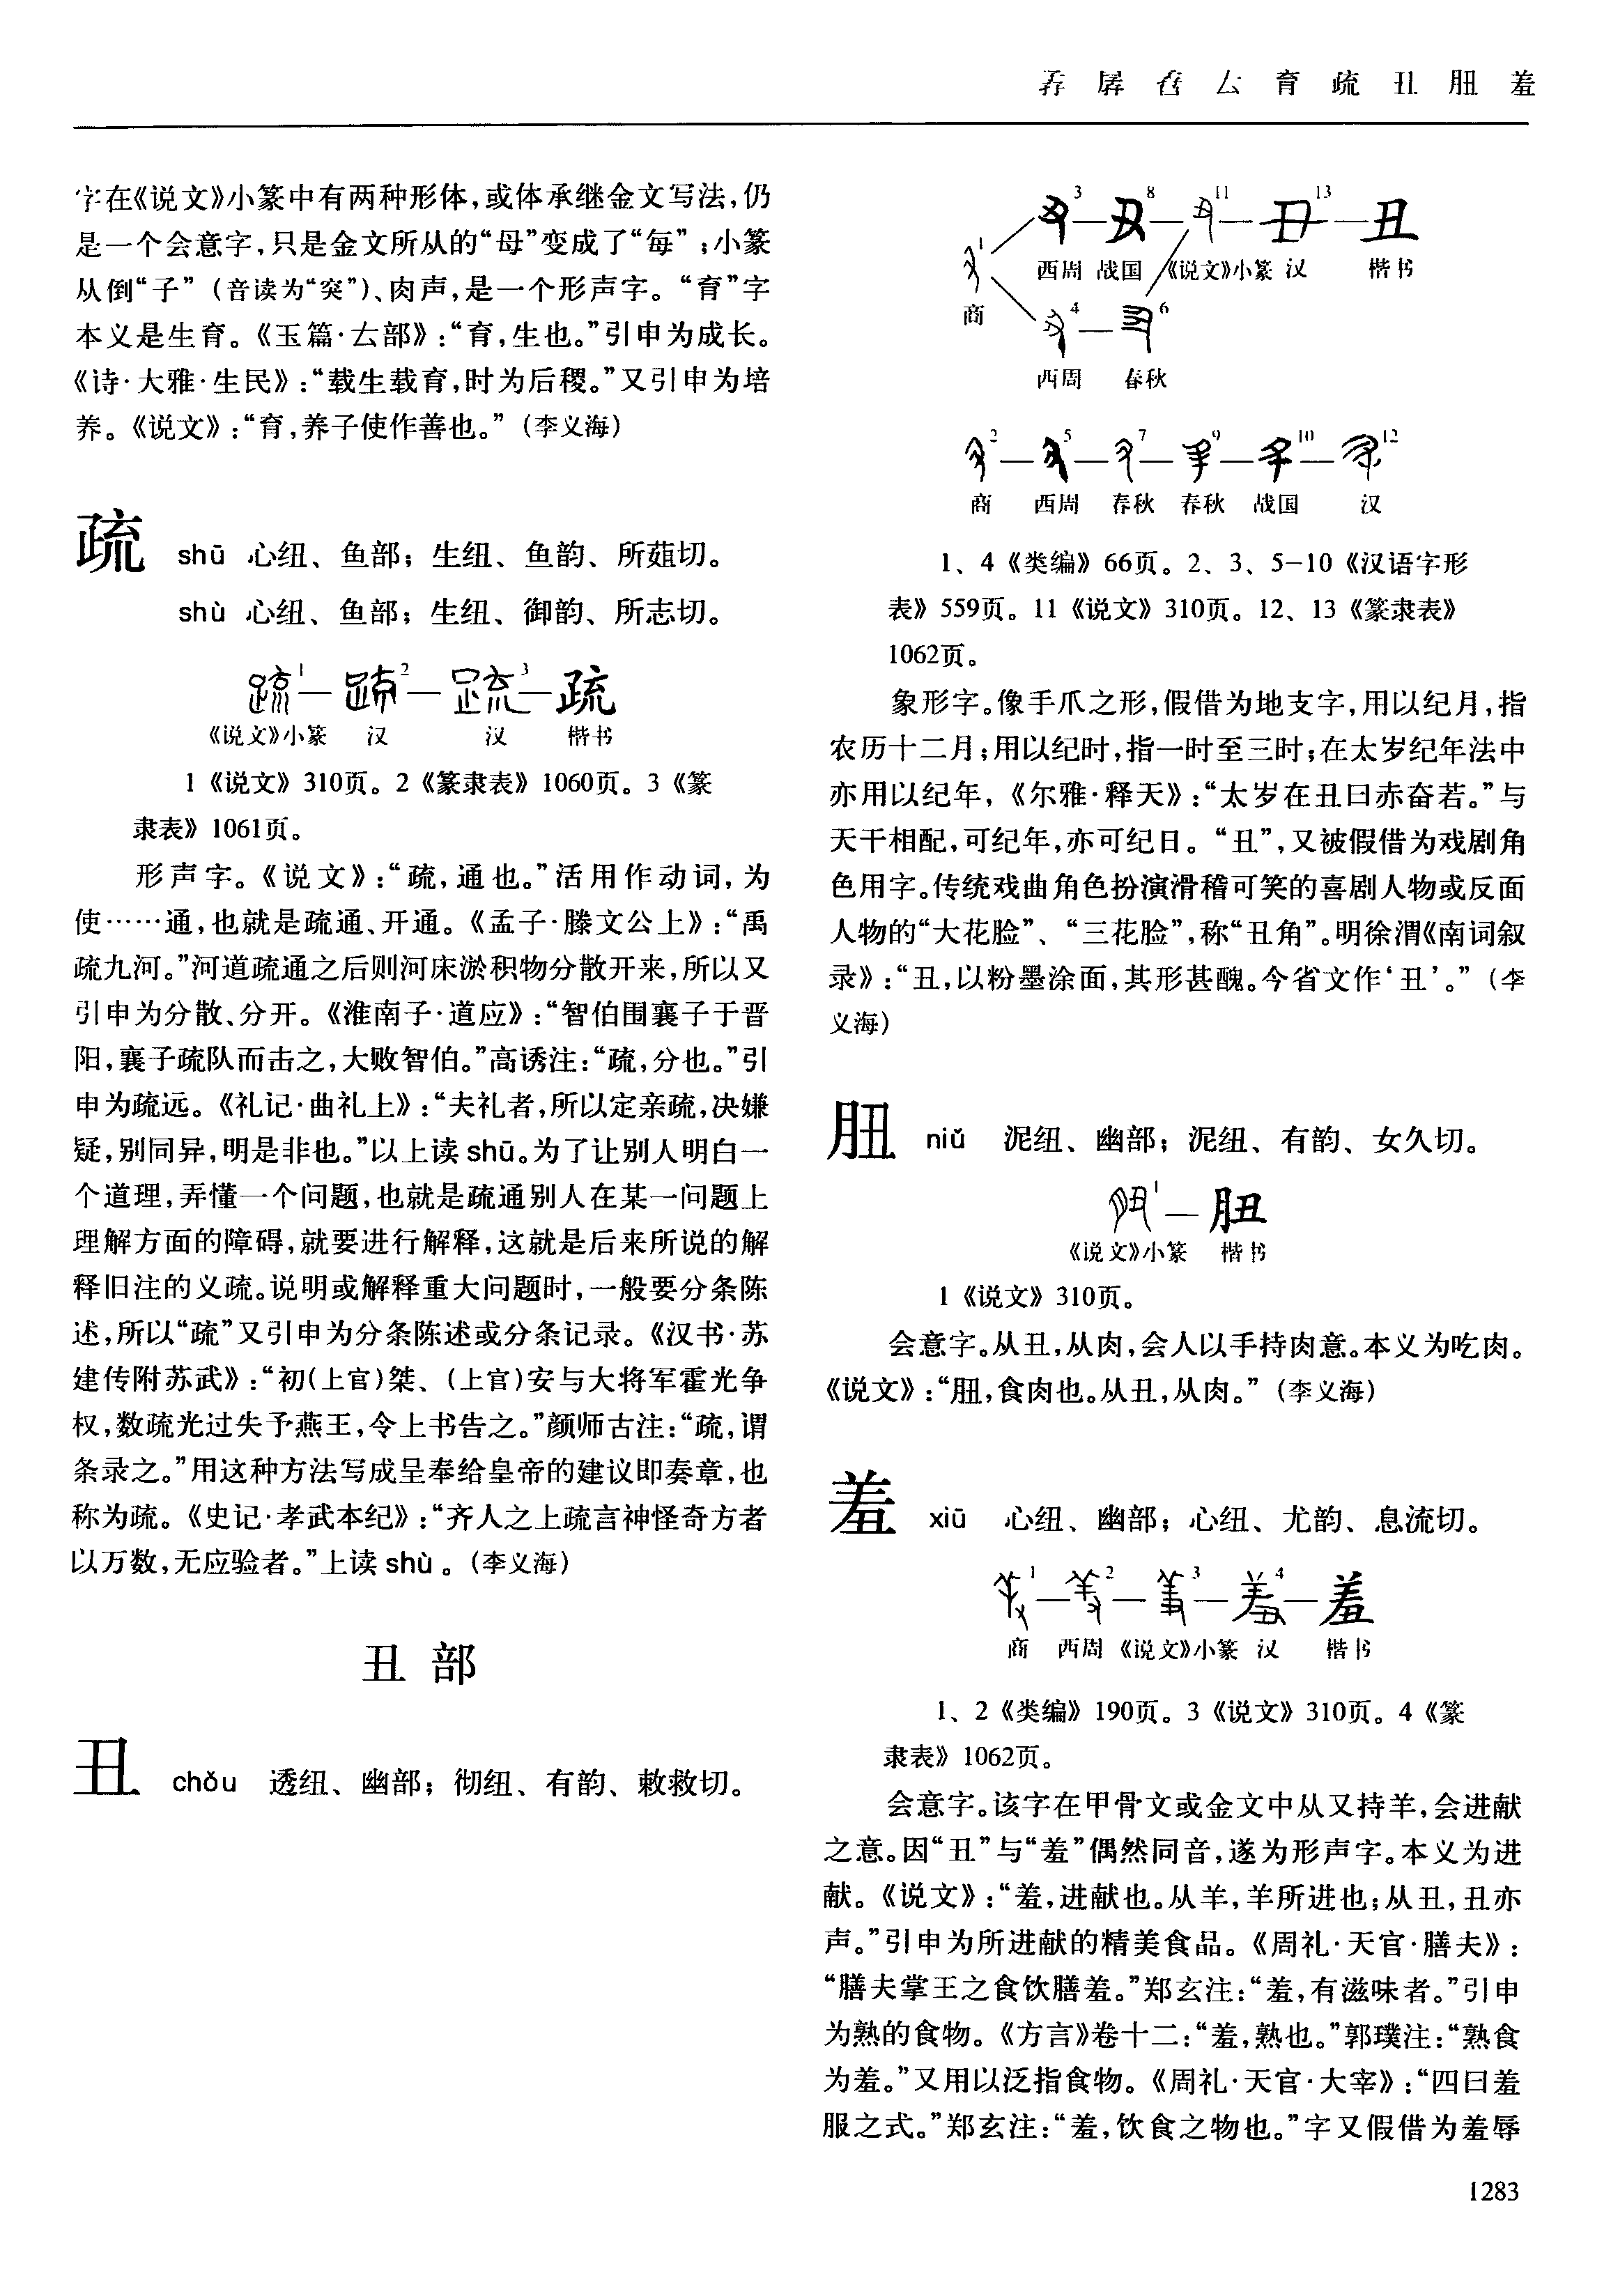 孨 孱 孴 𠫓 育 疏 丑 胆 羞
字在《说文》小篆中有两种形体,或体承继金文写法,仍
是一个会意字,只是金文所从的“母”变成了“每”;小篆
从倒“子”(音读为“突”)、肉声,是一个形声字。“育”字
本义是生育。《玉篇·𠫓部》:“育,生也。”引申为成长。
《诗·大雅·生民》:“载生载育,时为后稷。”又引申为培
养。《说文》:“育,养子使作善也。”(李义海)
疏 shū 心纽、鱼部;生纽、鱼韵、所菹切。
shù 心纽、鱼部;生纽、御韵、所志切。
疏1—疏2—疏3—疏
《说文》小篆 汉 汉 楷书
1《说文》310页。2《篆隶表》1060页。3《篆
隶表》1061页。
形声字。《说文》:“疏,通也。”活用作动词,为
使……通,也就是疏通、开通。《孟子·滕文公上》:“禹
疏九河。”河道疏通之后则河床淤积物分散开来,所以又
引申为分散、分开。《淮南子·道应》:“智伯围襄子于晋
阳,襄子疏队而击之,大败智伯。”高诱注:“疏,分也。”引
申为疏远。《礼记·曲礼上》:“夫礼者,所以定亲疏,决嫌
疑,别同异,明是非也。”以上读 shū。为了让别人明白一
个道理,弄懂一个问题,也就是疏通别人在某一问题上
理解方面的障碍,就要进行解释,这就是后来所说的解
释旧注的义疏。说明或解释重大问题时,一般要分条陈
述,所以“疏”又引申为分条陈述或分条记录。《汉书·苏
建传附苏武》:“初(上官)桀、(上官)安与大将军霍光争
权,数疏光过失予燕王,令上书告之。”颜师古注:“疏,谓
条录之。”用这种方法写成呈奉给皇帝的建议即奏章,也
称为疏。《史记·孝武本纪》:“齐人之上疏言神怪奇方者
以万数,无应验者。”上读 shù。(李义海)
丑 部
丑 chǒu 透纽、幽部;彻纽、有韵、敕救切。
3 8 11 13 丑
1 西周 战国 《说文》小篆 汉 楷书
商 4 6
西周 春秋
2 5 7 9 10 12
商 西周 春秋 春秋 战国 汉
1、4《类编》66页。2、3、5-10《汉语字形
表》559页。11《说文》310页。12、13《篆隶表》
1062页。
象形字。像手爪之形,假借为地支字,用以纪月,指
农历十二月;用以纪时,指一时至三时;在太岁纪年法中
亦用以纪年,《尔雅·释天》:“太岁在丑曰赤奋若。”与
天干相配,可纪年,亦可纪日。“丑”,又被假借为戏剧角
色用字。传统戏曲角色扮演滑稽可笑的喜剧人物或反面
人物的“大花脸”、“三花脸”,称“丑角”。明徐渭《南词叙
录》:“丑,以粉墨涂面,其形甚醜。今省文作‘丑’。”(李
义海)
䏔 niǔ 泥纽、幽部;泥纽、有韵、女久切。
䏔1—䏔
《说文》小篆 楷书
1《说文》310页。
会意字。从丑,从肉,会人以手持肉意。本义为吃肉。
《说文》:“䏔,食肉也。从丑,从肉。”(李义海)
羞 xiū 心纽、幽部;心纽、尤韵、息流切。
羞1—羞2—羞3—羞4—羞
商 西周 《说文》小篆 汉 楷书
1、2《类编》190页。3《说文》310页。4《篆
隶表》1062页。
会意字。该字在甲骨文或金文中从又持羊,会进献
之意。因“丑”与“羞”偶然同音,遂为形声字。本义为进
献。《说文》:“羞,进献也。从羊,羊所进也;从丑,丑亦
声。”引申为所进献的精美食品。《周礼·天官·膳夫》:
“膳夫掌王之食饮膳羞。”郑玄注:“羞,有滋味者。”引申
为熟的食物。《方言》卷十二:“羞,熟也。”郭璞注:“熟食
为羞。”又用以泛指食物。《周礼·天官·大宰》:“四曰羞
服之式。”郑玄注:“羞,饮食之物也。”字又假借为羞辱
1283